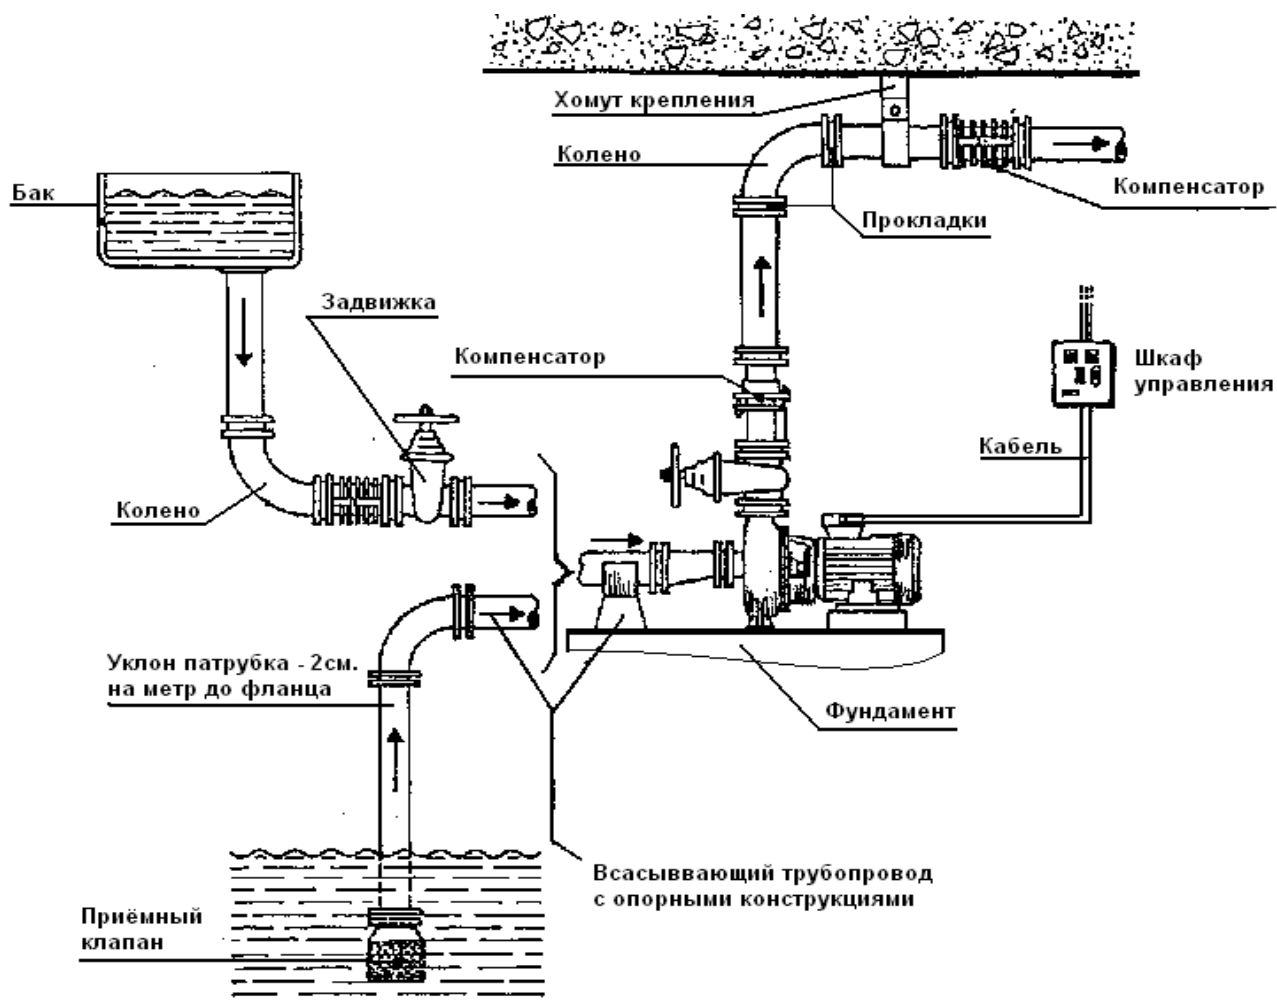 Хомут крепления
Колено
Бак
Компенсатор
Прокладки
Задвижка
Компенсатор
Шкаф
управления
Кабель
Колено
Уклон патрубка - 2см.
на метр до фланца
Фундамент
Всасыввающий трубопровод
с опорными конструкциями
Приёмный
клапан